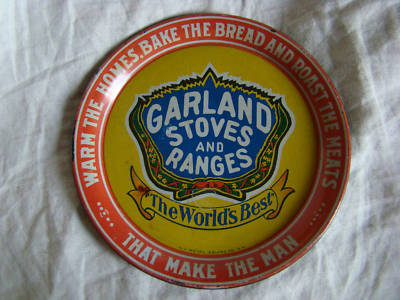 WARM THE HOMES, BAKE THE BREAD AND ROAST THE MEATS
THAT MAKE THE MAN
GARLAND
STOVES
AND
RANGES
The World's Best